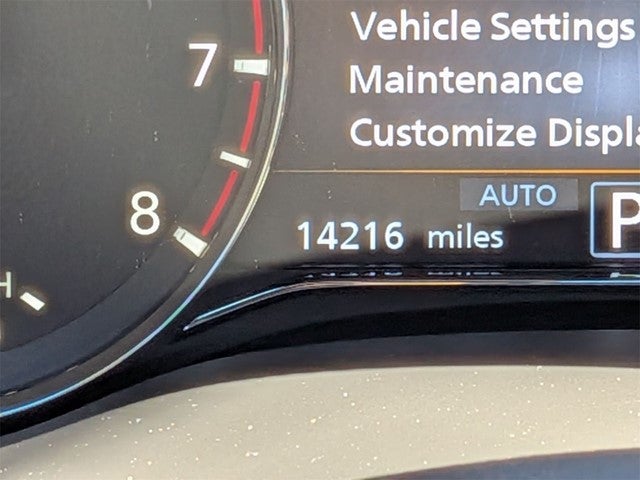 Vehicle Settings
Maintenance
Customize Displa
7
8
AUTO
14216 miles
P
H